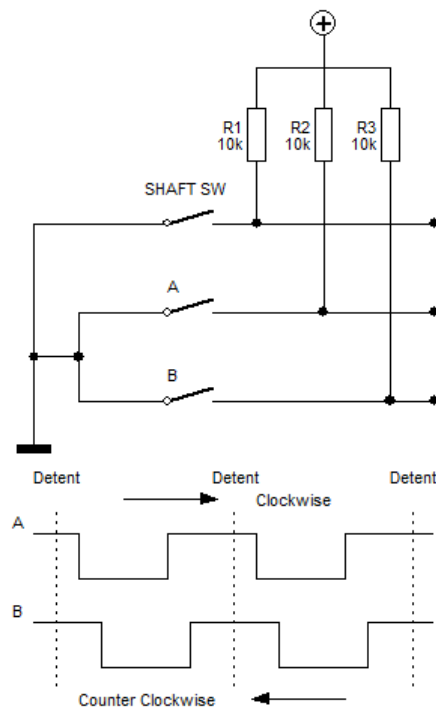 R1 R2 R3
10k 10k 10k
SHAFT SW
A
B
Detent Detent Detent
Clockwise
A
B
Counter Clockwise